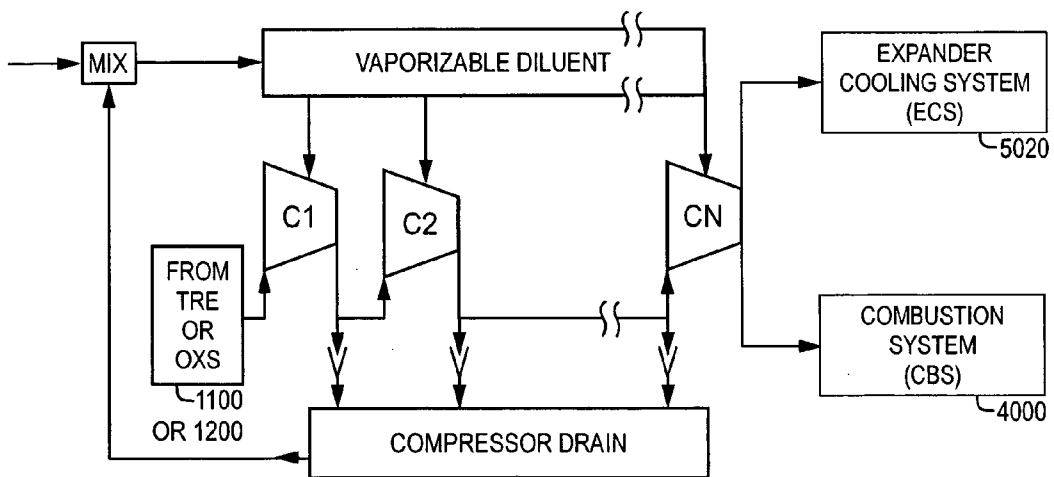 MIX
VAPORIZABLE DILUENT
EXPANDER
COOLING SYSTEM
(ECS)
5020
C1
C2
CN
FROM
TRE
OR
OXS
1100
OR 1200
COMBUSTION
SYSTEM
(CBS)
4000
COMPRESSOR DRAIN